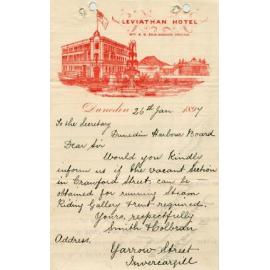 LEVIATHAN HOTEL
Dunedin 26th Jan 1897
To the Secretary
Dunedin Harbour Board
Dear Sir
Would you kindly
inform us if the vacant Section
in Crawford Street can be
obtained for running Steam
Riding Gallery & rent required.
Yours, respectfully
Smith & Holbran
Address.
Yarrow Street
Invercargill